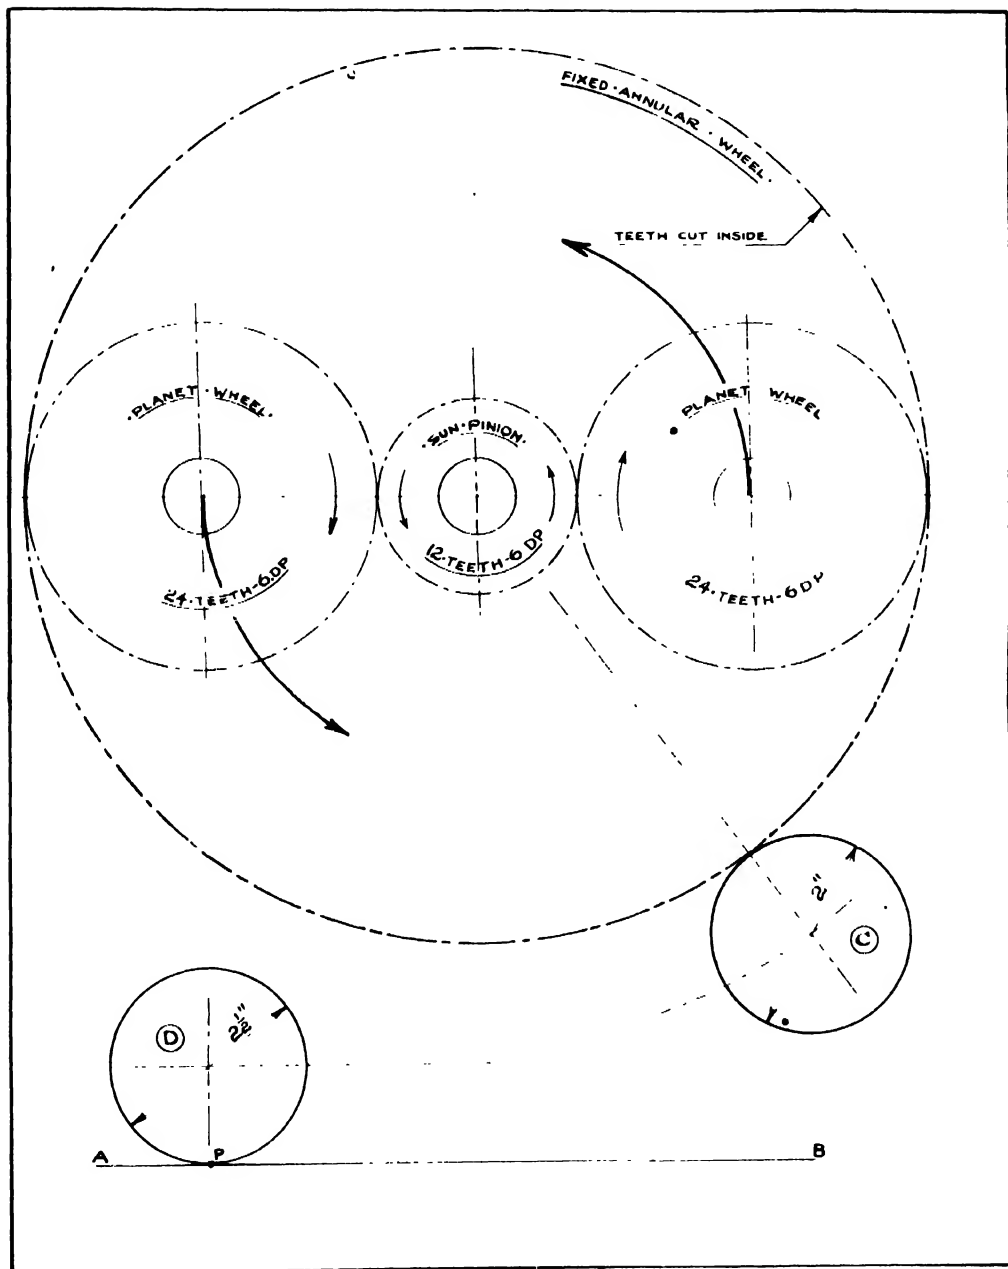 FIXED·ANNULAR·WHEEL·
TEETH CUT INSIDE
·PLANET·WHEEL·
24·TEETH-6.DP
·SUN·PINION·
12·TEETH-6 DP
PLANET WHEEL
24·TEETH-6 DP
2"
C
D
2½"
A
P
B